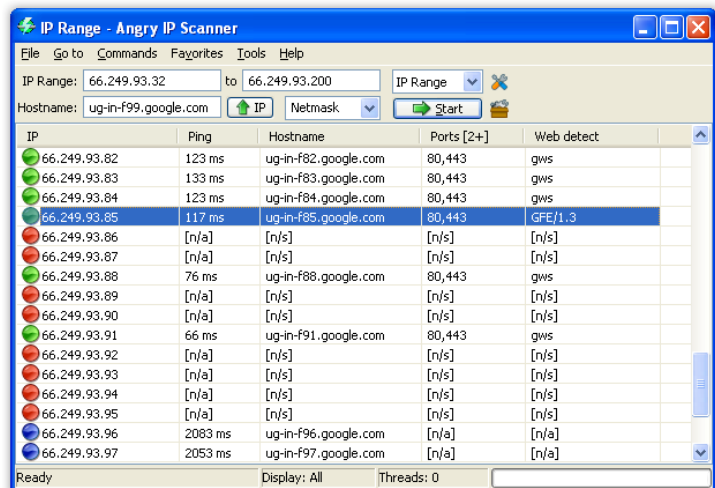 IP Range - Angry IP Scanner
File Go to Commands Favorites Tools Help
IP Range: 66.249.93.32 to 66.249.93.200 IP Range
Hostname: ug-in-f99.google.com IP Netmask Start
IP Ping Hostname Ports [2+] Web detect
66.249.93.82 123 ms ug-in-f82.google.com 80,443 gws
66.249.93.83 133 ms ug-in-f83.google.com 80,443 gws
66.249.93.84 123 ms ug-in-f84.google.com 80,443 gws
66.249.93.85 117 ms ug-in-f85.google.com 80,443 GFE/1.3
66.249.93.86 [n/a] [n/s] [n/s] [n/s]
66.249.93.87 [n/a] [n/s] [n/s] [n/s]
66.249.93.88 76 ms ug-in-f88.google.com 80,443 gws
66.249.93.89 [n/a] [n/s] [n/s] [n/s]
66.249.93.90 [n/a] [n/s] [n/s] [n/s]
66.249.93.91 66 ms ug-in-f91.google.com 80,443 gws
66.249.93.92 [n/a] [n/s] [n/s] [n/s]
66.249.93.93 [n/a] [n/s] [n/s] [n/s]
66.249.93.94 [n/a] [n/s] [n/s] [n/s]
66.249.93.95 [n/a] [n/s] [n/s] [n/s]
66.249.93.96 2083 ms ug-in-f96.google.com [n/a] [n/a]
66.249.93.97 2053 ms ug-in-f97.google.com [n/a] [n/a]
Ready Display: All Threads: 0